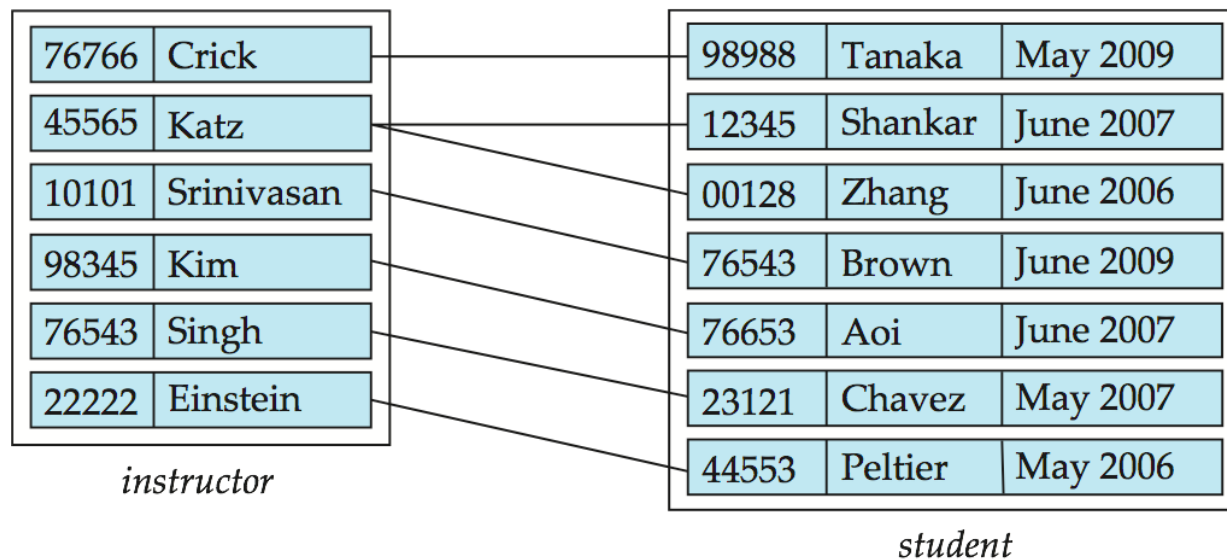 76766 Crick
45565 Katz
10101 Srinivasan
98345 Kim
76543 Singh
22222 Einstein
instructor
98988 Tanaka May 2009
12345 Shankar June 2007
00128 Zhang June 2006
76543 Brown June 2009
76653 Aoi June 2007
23121 Chavez May 2007
44553 Peltier May 2006
student